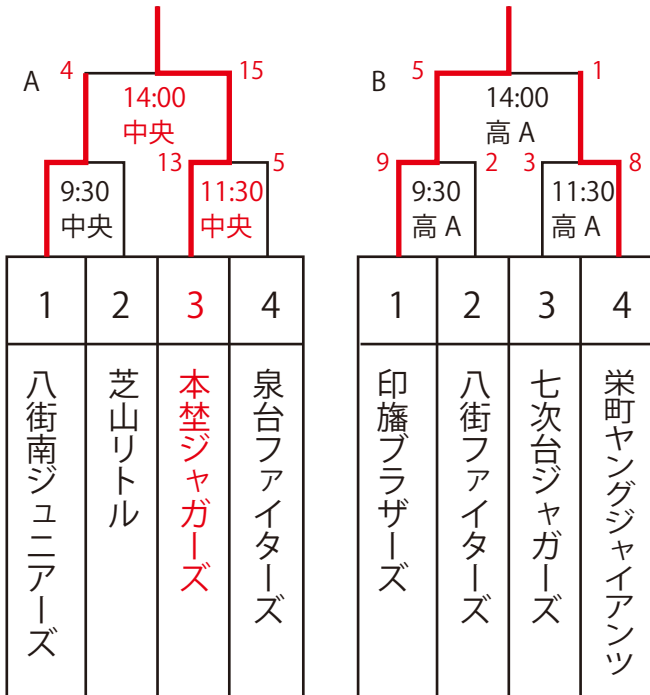 A
4
15
14:00
中央
13
5
9:30
中央
11:30
中央
1
2
3
4
八街南ジュニアーズ
芝山リトル
本埜ジャガーズ
泉台ファイターズ
B
5
1
14:00
高 A
9
2
3
8
9:30
高 A
11:30
高 A
1
2
3
4
印旛ブラザーズ
八街ファイターズ
七次台ジャガーズ
栄町ヤングジャイアンツ